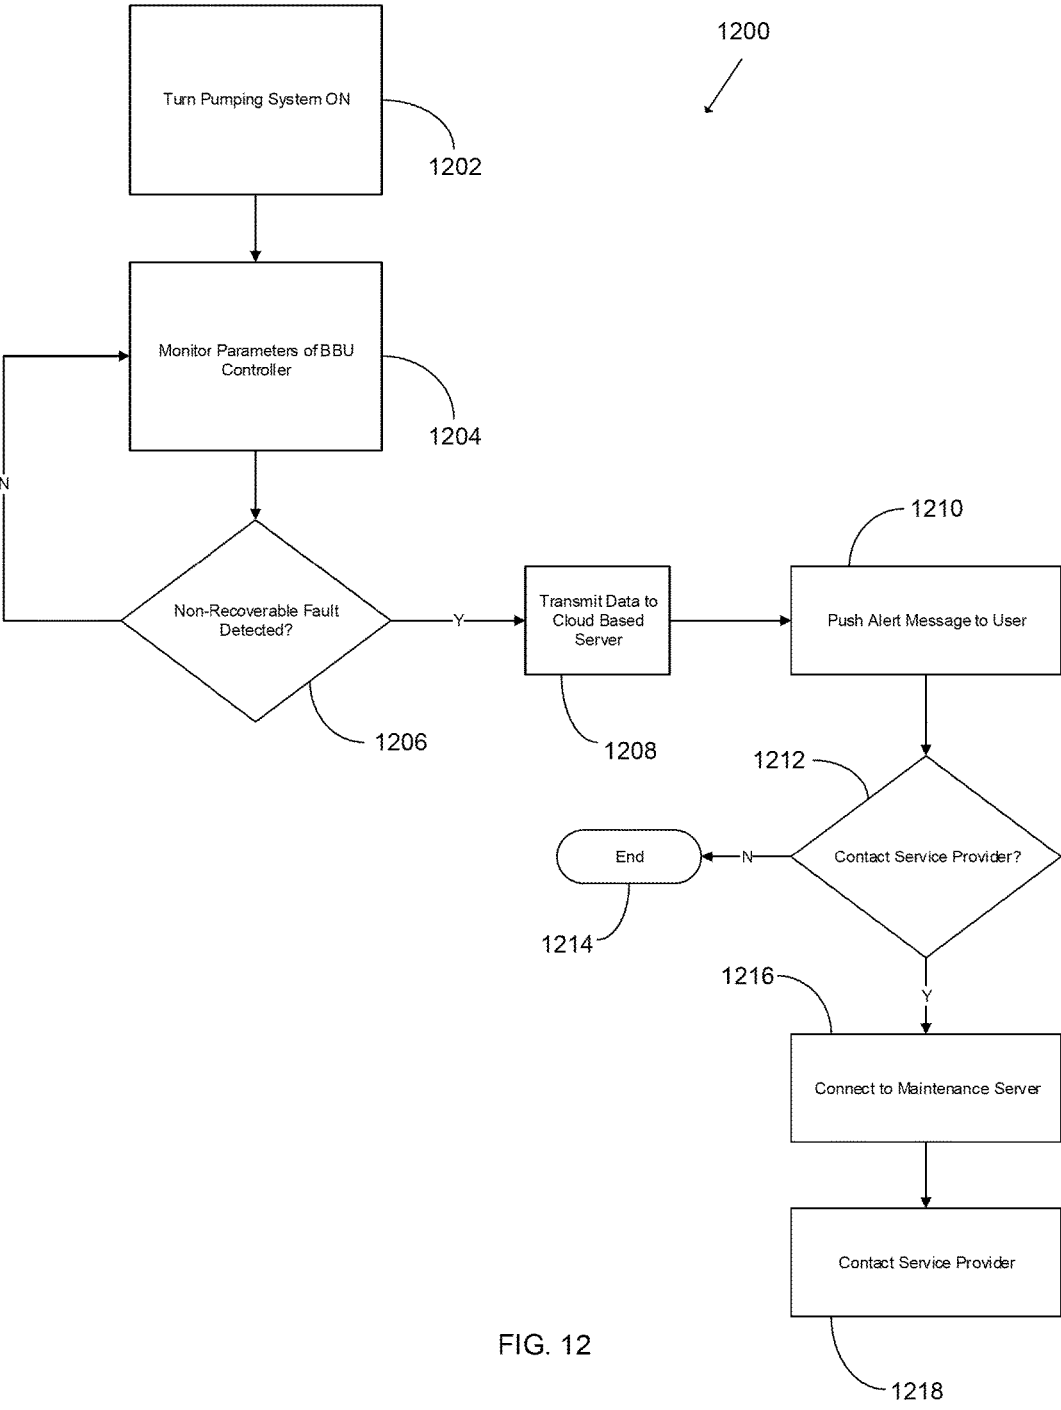 1200
Turn Pumping System ON
1202
Monitor Parameters of BBU
Controller
1204
N
Non-Recoverable Fault
Detected?
1206
Y
Transmit Data to
Cloud Based
Server
1208
1210
Push Alert Message to User
1212
Contact Service Provider?
N
End
1214
Y
1216
Connect to Maintenance Server
Contact Service Provider
1218
FIG. 12